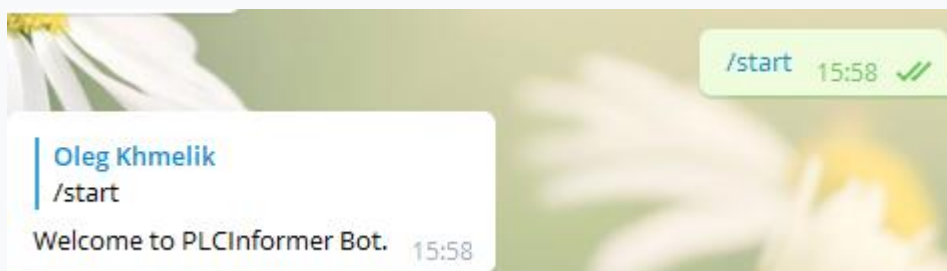 /start 15:58
Oleg Khmelik
/start
Welcome to PLCInformer Bot. 15:58